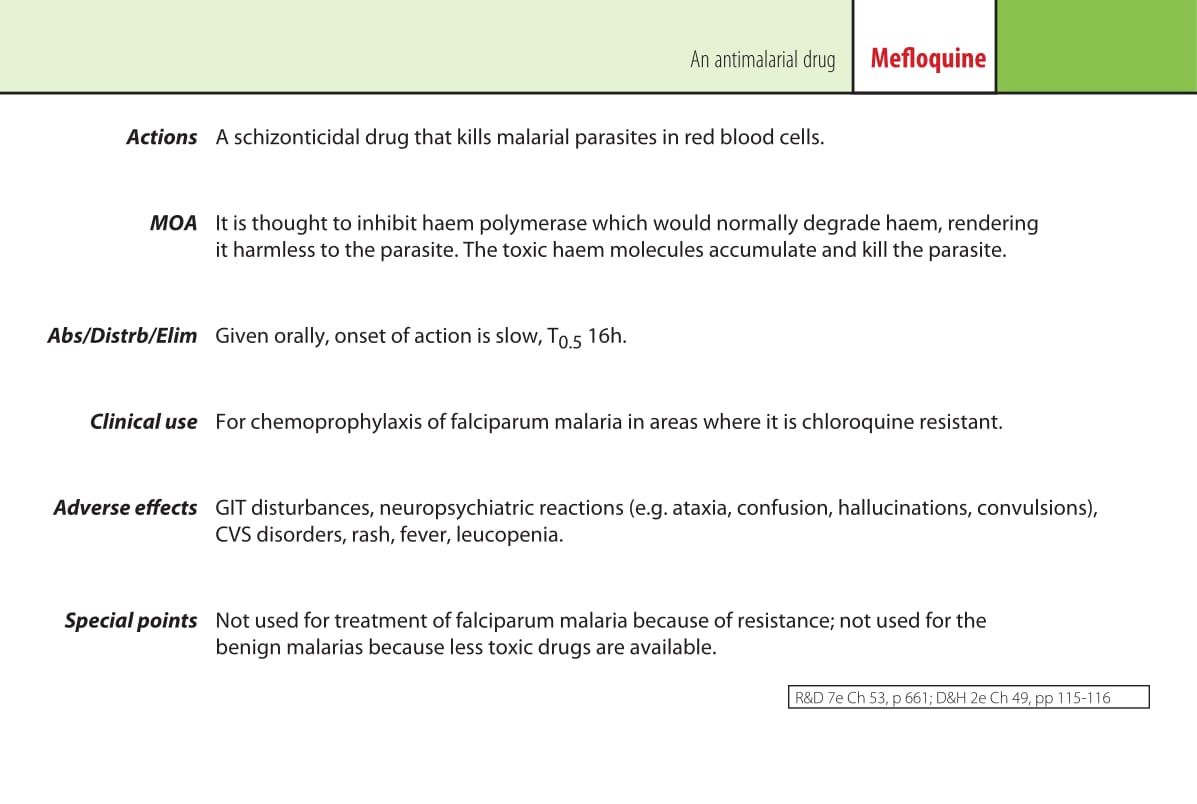 An antimalarial drug Mefloquine
Actions A schizonticidal drug that kills malarial parasites in red blood cells.
MOA It is thought to inhibit haem polymerase which would normally degrade haem, rendering
it harmless to the parasite. The toxic haem molecules accumulate and kill the parasite.
Abs/Distrb/Elim Given orally, onset of action is slow, T0.5 16h.
Clinical use For chemoprophylaxis of falciparum malaria in areas where it is chloroquine resistant.
Adverse effects GIT disturbances, neuropsychiatric reactions (e.g. ataxia, confusion, hallucinations, convulsions),
CVS disorders, rash, fever, leucopenia.
Special points Not used for treatment of falciparum malaria because of resistance; not used for the
benign malarias because less toxic drugs are available.
R&D 7e Ch 53, p 661; D&H 2e Ch 49, pp 115-116